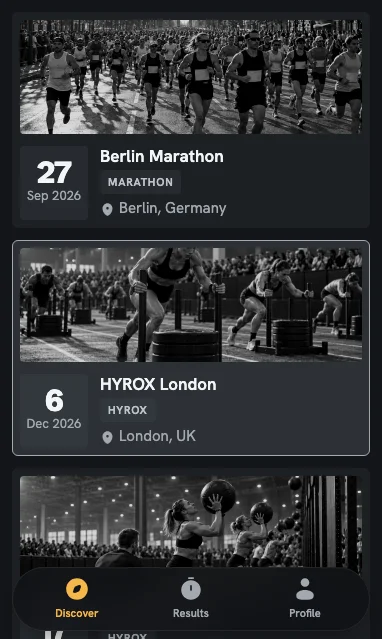 Berlin Marathon
27
Sep 2026
MARATHON
Berlin, Germany
HYROX London
6
Dec 2026
HYROX
London, UK
Discover
Results
Profile
HYROX